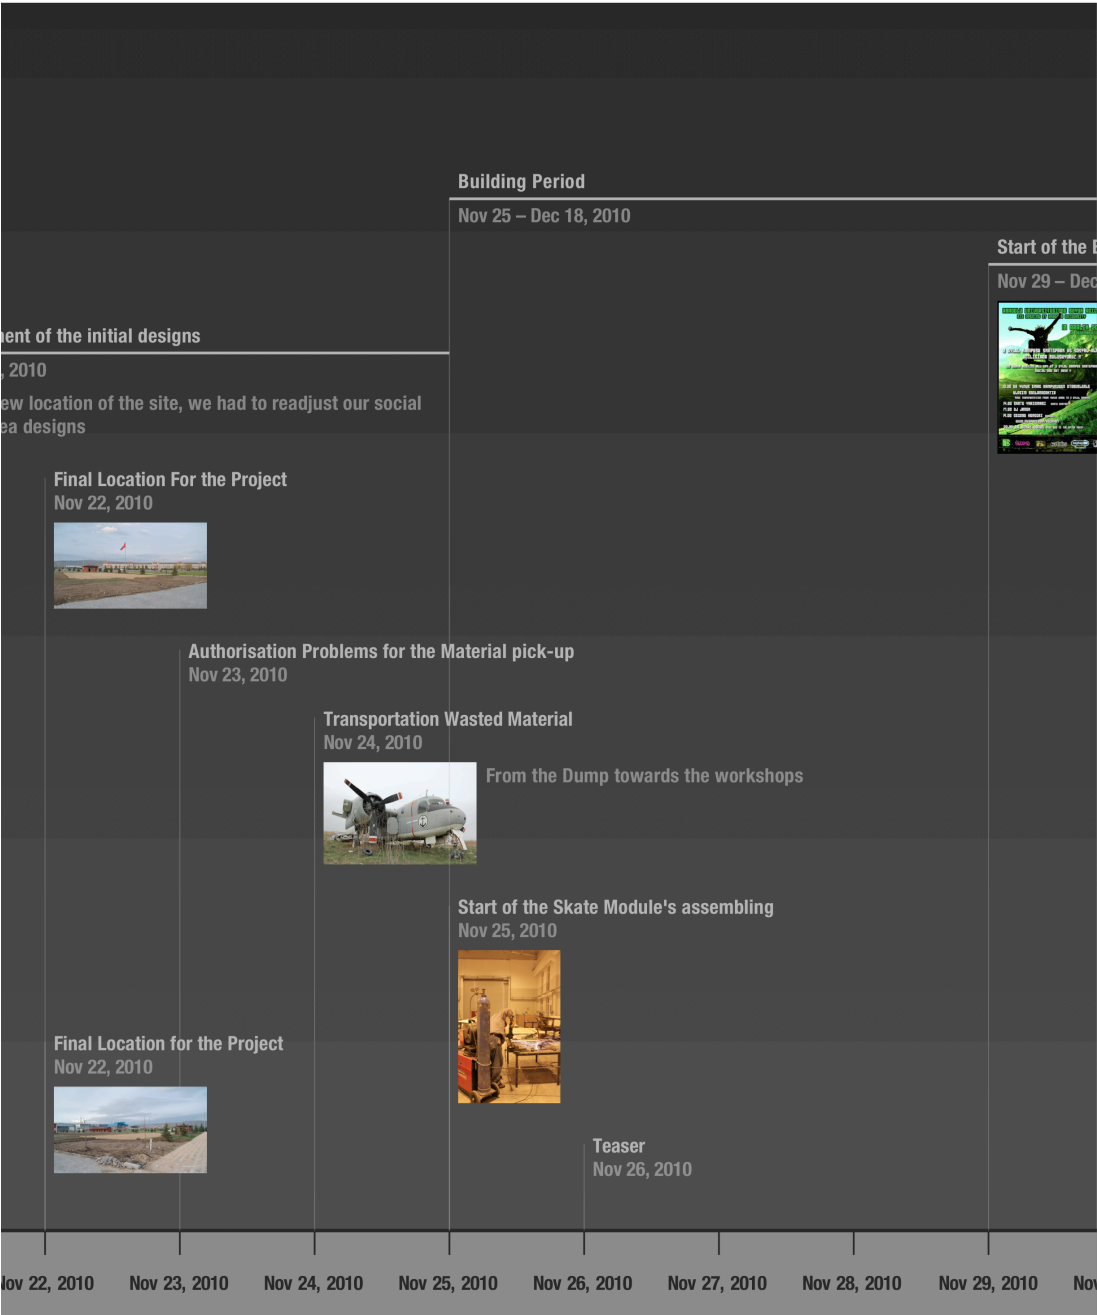 Building Period
Nov 25 – Dec 18, 2010
Start of the
Nov 29 – Dec
ent of the initial designs
, 2010
ew location of the site, we had to readjust our social
ea designs
Final Location For the Project
Nov 22, 2010
Authorisation Problems for the Material pick-up
Nov 23, 2010
Transportation Wasted Material
Nov 24, 2010
From the Dump towards the workshops
Start of the Skate Module's assembling
Nov 25, 2010
Final Location for the Project
Nov 22, 2010
Teaser
Nov 26, 2010
ov 22, 2010 Nov 23, 2010 Nov 24, 2010 Nov 25, 2010 Nov 26, 2010 Nov 27, 2010 Nov 28, 2010 Nov 29, 2010 Nov